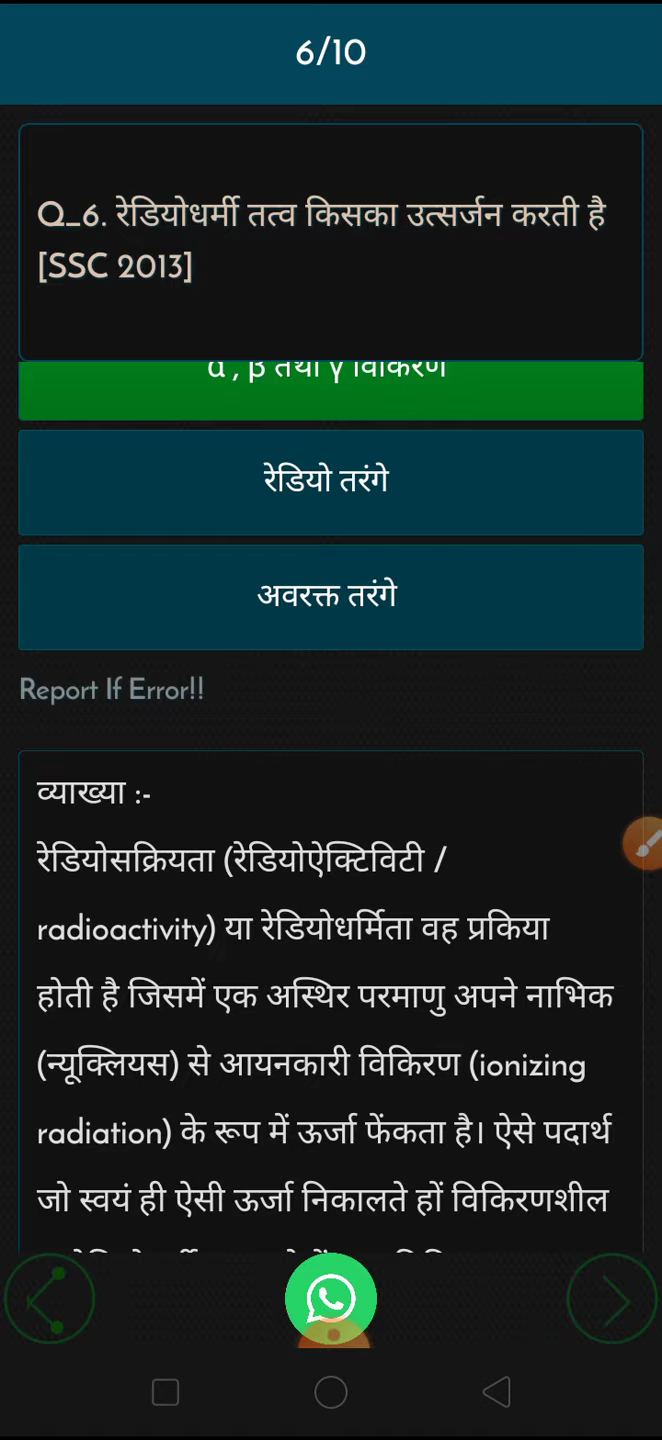 6/10
Q_6. रेडियोधर्मी तत्व किसका उत्सर्जन करती है
[SSC 2013]
α , β तथा γ विकिरण
रेडियो तरंगे
अवरक्त तरंगे
Report If Error!!
व्याख्या :-
रेडियोसक्रियता (रेडियोऐक्टिविटी /
radioactivity) या रेडियोधर्मिता वह प्रकिया
होती है जिसमें एक अस्थिर परमाणु अपने नाभिक
(न्यूक्लियस) से आयनकारी विकिरण (ionizing
radiation) के रूप में ऊर्जा फेंकता है। ऐसे पदार्थ
जो स्वयं ही ऐसी ऊर्जा निकालते हों विकिरणशील